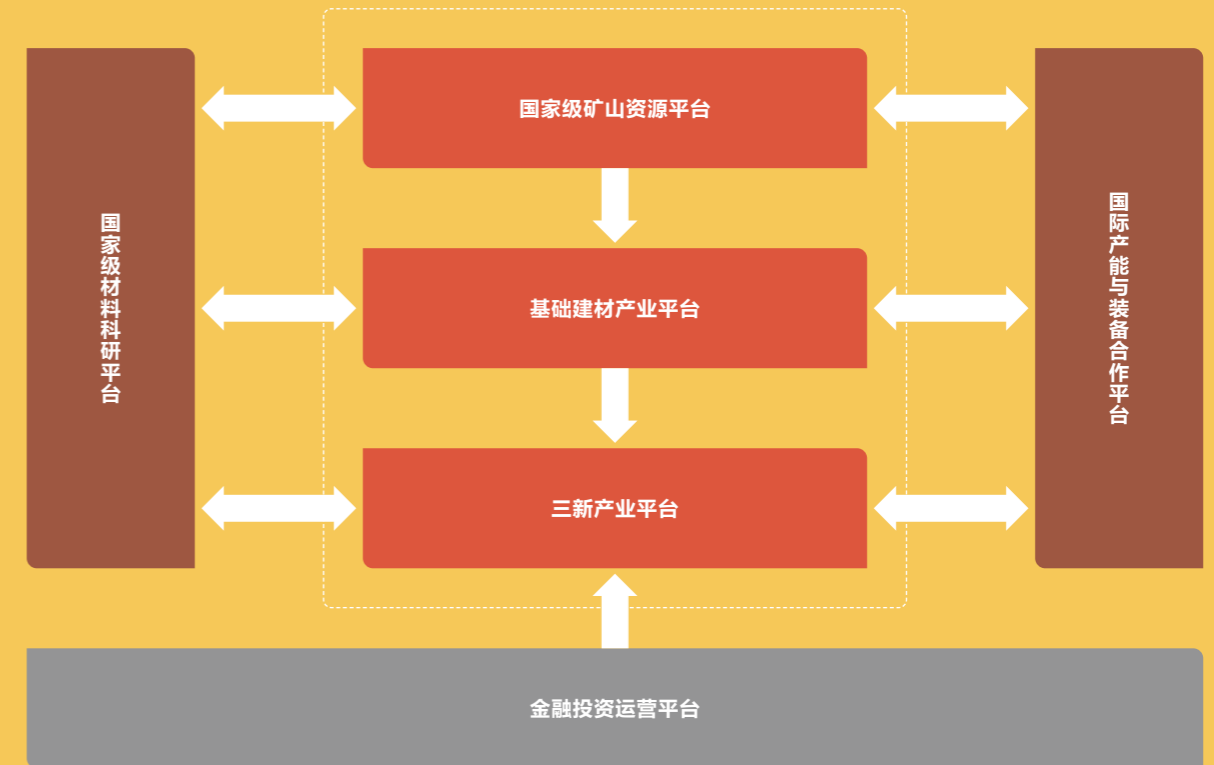 国家级矿山资源平台
国家级材料科研平台
国际产能与装备合作平台
基础建材产业平台
三新产业平台
金融投资运营平台